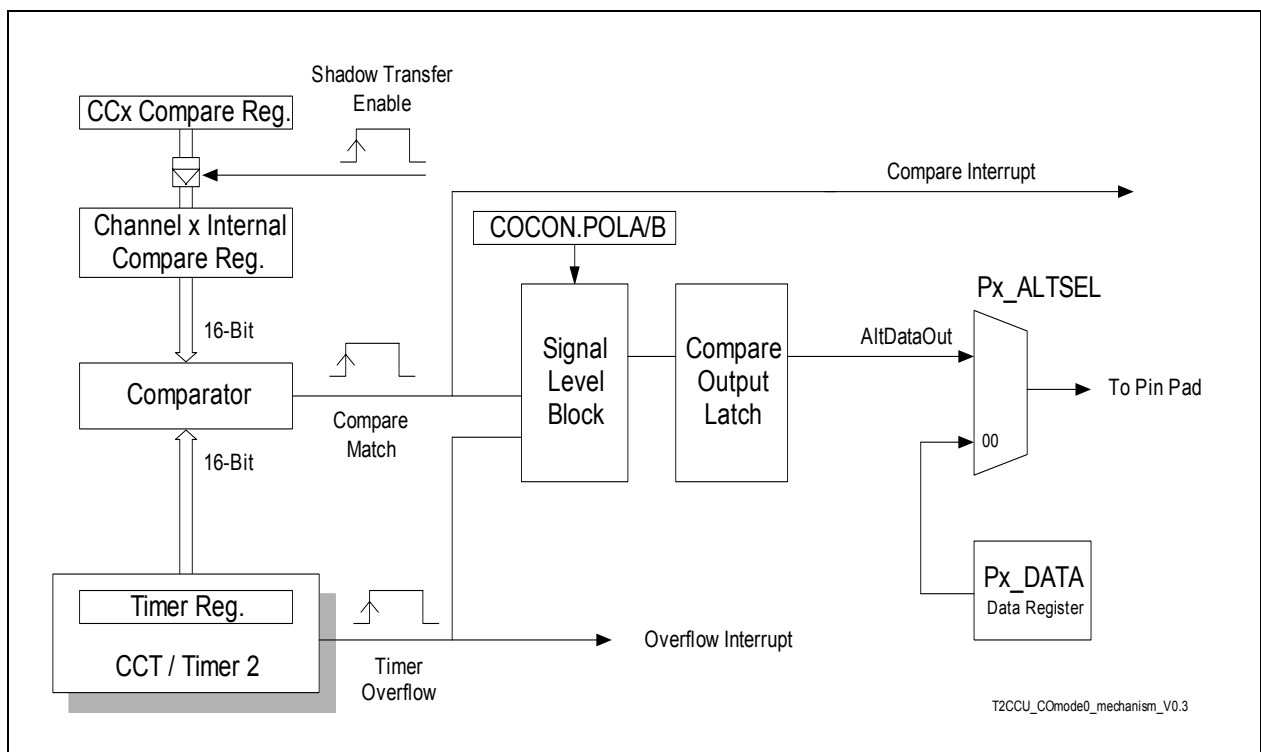 Shadow Transfer
Enable
CCx Compare Reg.
Compare Interrupt
Channel x Internal
Compare Reg.
COCON.POLA/B
Px_ALTSEL
16-Bit
Signal
Level
Block
Compare
Output
Latch
AltDataOut
Comparator
To Pin Pad
Compare
Match
00
16-Bit
Px_DATA
Data Register
Timer Reg.
CCT / Timer 2
Timer
Overflow
Overflow Interrupt
T2CCU_COmode0_mechanism_V0.3